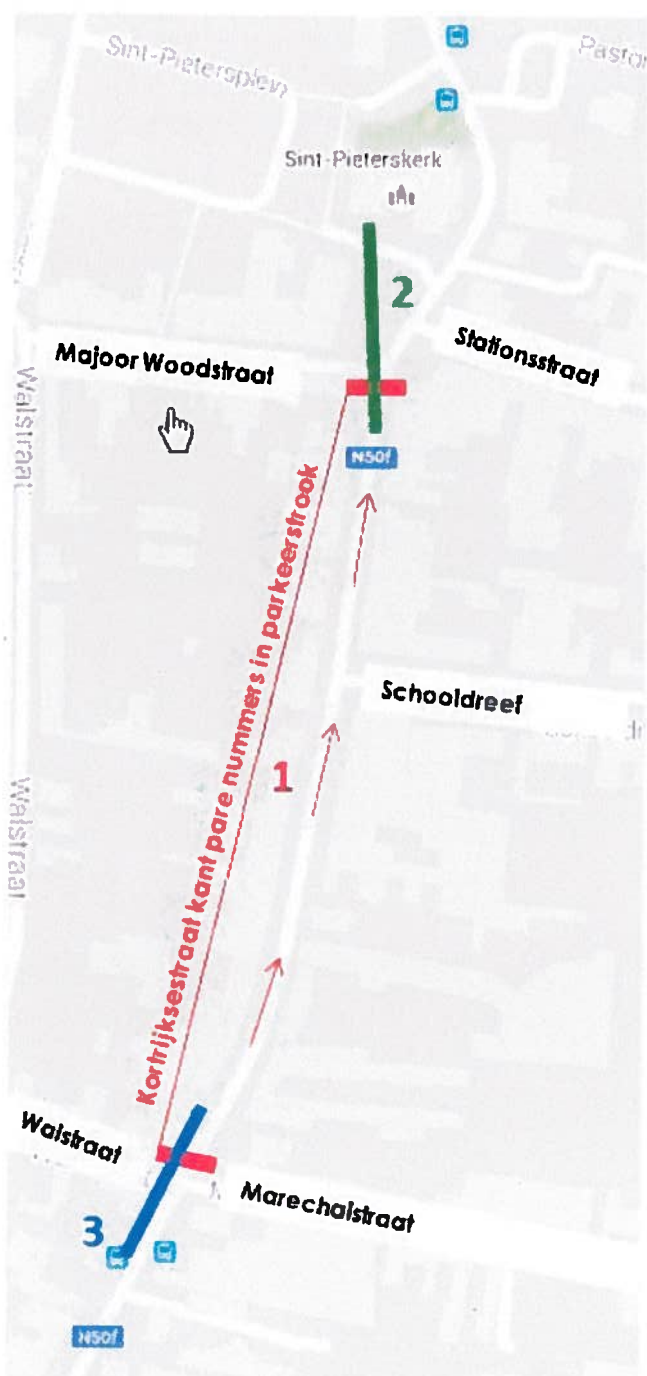 Sint-Pietersplein
Pastor
Sint-Pieterskerk
2
Stationsstraat
Majoor Woodstraat
Walstraat
N50f
Kortrijksestraat kant pare nummers in parkeerstrook
Schooldreef
1
Walstraat
Walstraat
Marechalstraat
3
N50f